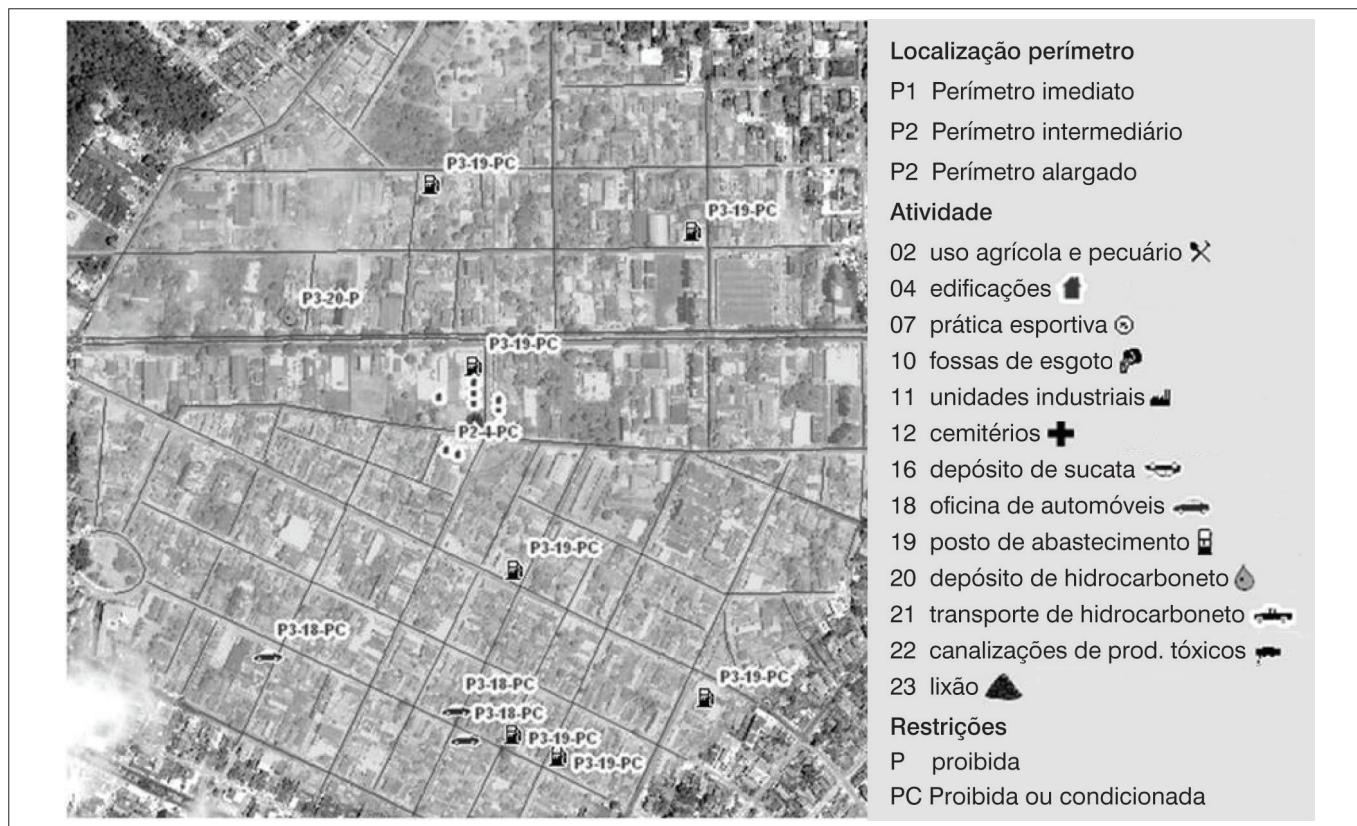 P3-19-PC
P3-19-PC
P3-20-P
P3-19-PC
P2-4-PC
P3-19-PC
P3-18-PC
P3-18-PC
P3-19-PC
P3-18-PC
P3-19-PC
P3-19-PC
Localização perímetro
P1 Perímetro imediato
P2 Perímetro intermediário
P2 Perímetro alargado
Atividade
02 uso agrícola e pecuário
04 edificações
07 prática esportiva
10 fossas de esgoto
11 unidades industriais
12 cemitérios
16 depósito de sucata
18 oficina de automóveis
19 posto de abastecimento
20 depósito de hidrocarboneto
21 transporte de hidrocarboneto
22 canalizações de prod. tóxicos
23 lixão
Restrições
P proibida
PC Proibida ou condicionada